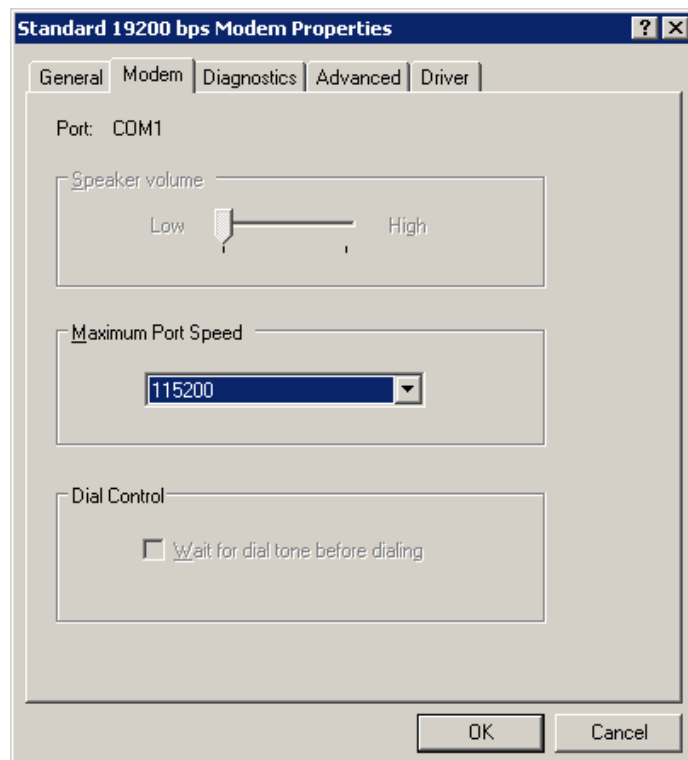 Standard 19200 bps Modem Properties
General Modem Diagnostics Advanced Driver
Port: COM1
Speaker volume
Low High
Maximum Port Speed
115200
Dial Control
Wait for dial tone before dialing
OK Cancel